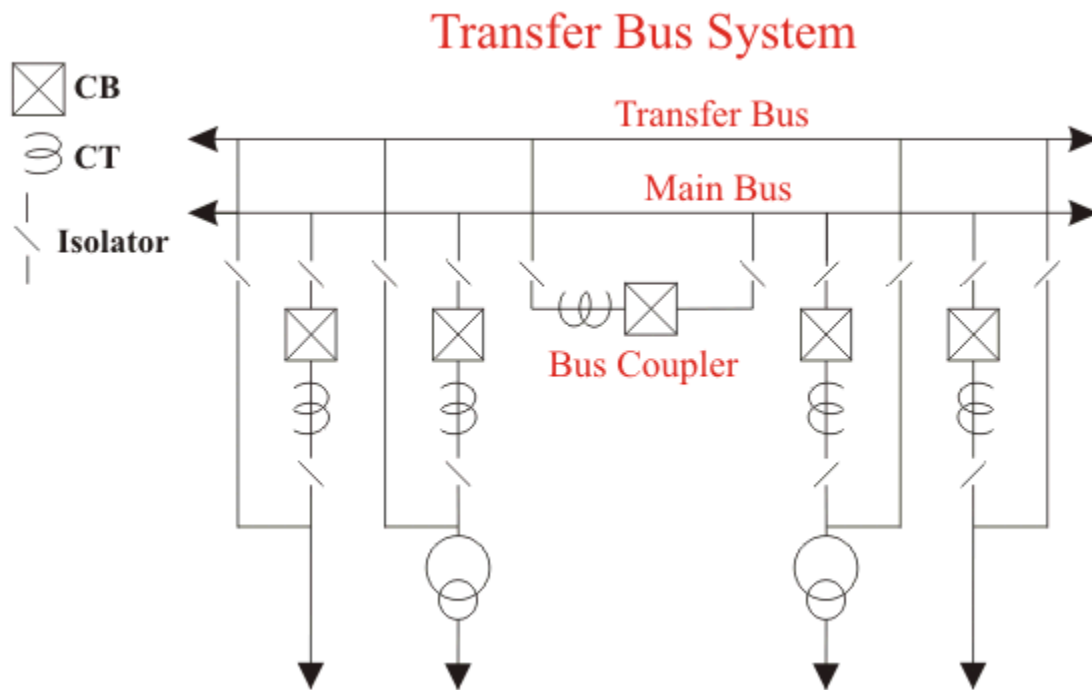 Transfer Bus System
CB
CT
Isolator
Transfer Bus
Main Bus
Bus Coupler